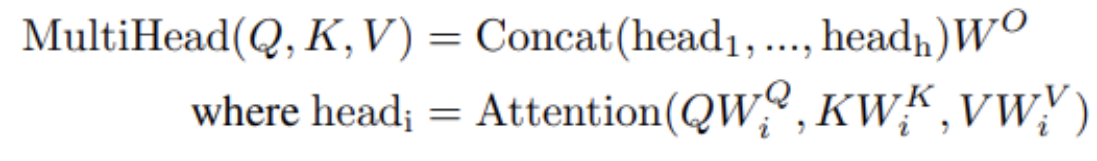 MultiHead(Q, K, V) = Concat(head₁, ..., headₕ)W^O
where headᵢ = Attention(QWᵢ^Q, KWᵢ^K, VWᵢ^V)